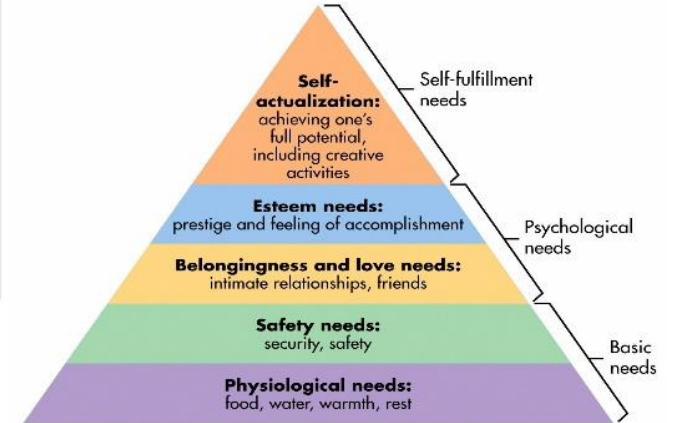 Self-
actualization:
achieving one's
full potential,
including creative
activities
Self-fulfillment
needs
Esteem needs:
prestige and feeling of accomplishment
Psychological
needs
Belongingness and love needs:
intimate relationships, friends
Safety needs:
security, safety
Basic
needs
Physiological needs:
food, water, warmth, rest